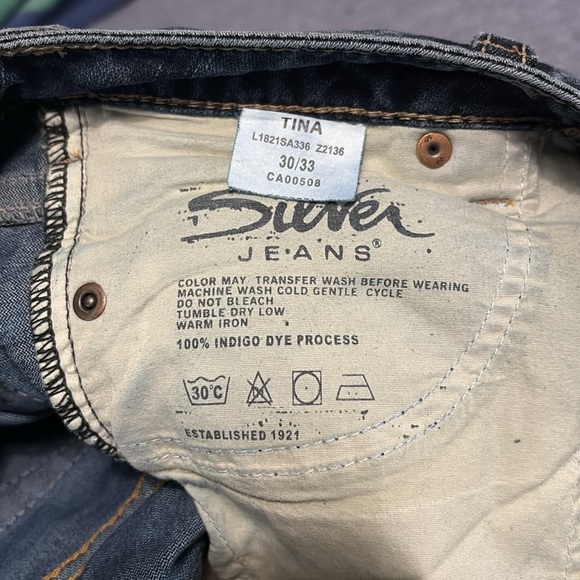 TINA
L1821SA336 Z2136
30/33
CA00508
Silver
JEANS®
COLOR MAY TRANSFER WASH BEFORE WEARING
MACHINE WASH COLD GENTLE CYCLE
DO NOT BLEACH
TUMBLE DRY LOW
WARM IRON
100% INDIGO DYE PROCESS
30°C
ESTABLISHED 1921